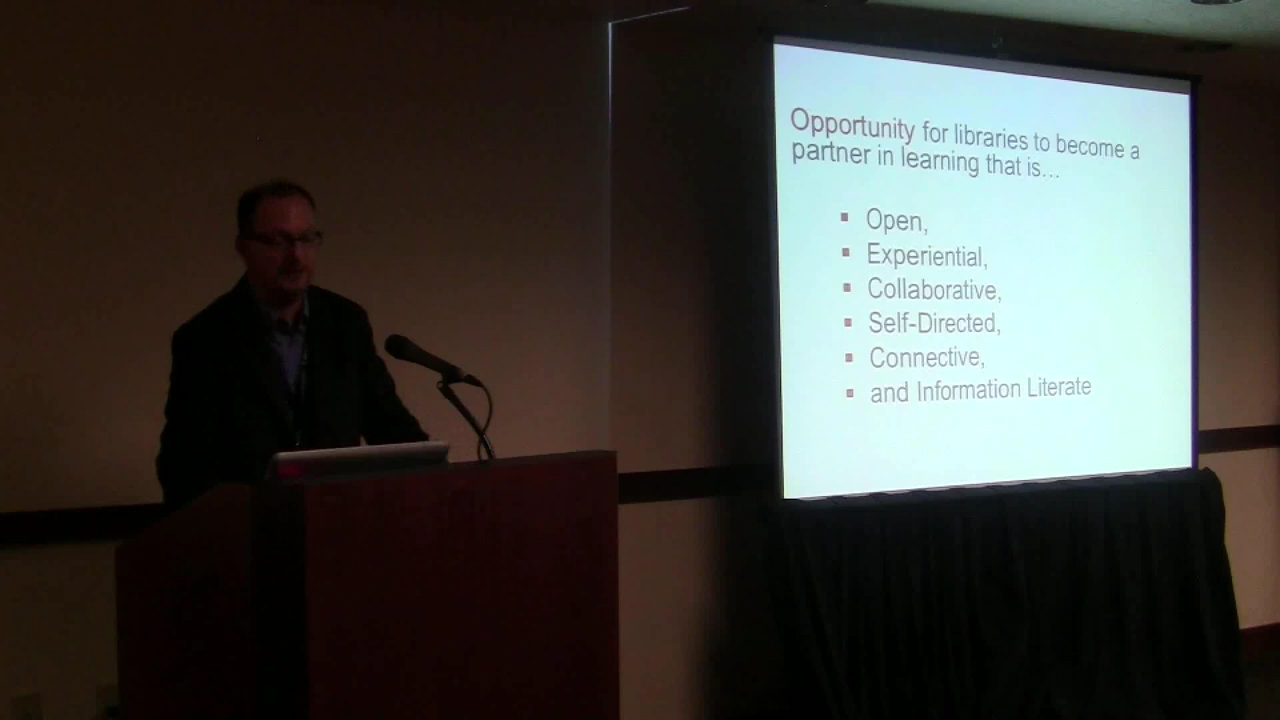 Opportunity for libraries to become a
partner in learning that is…
Open,
Experiential,
Collaborative,
Self-Directed,
Connective,
and Information Literate